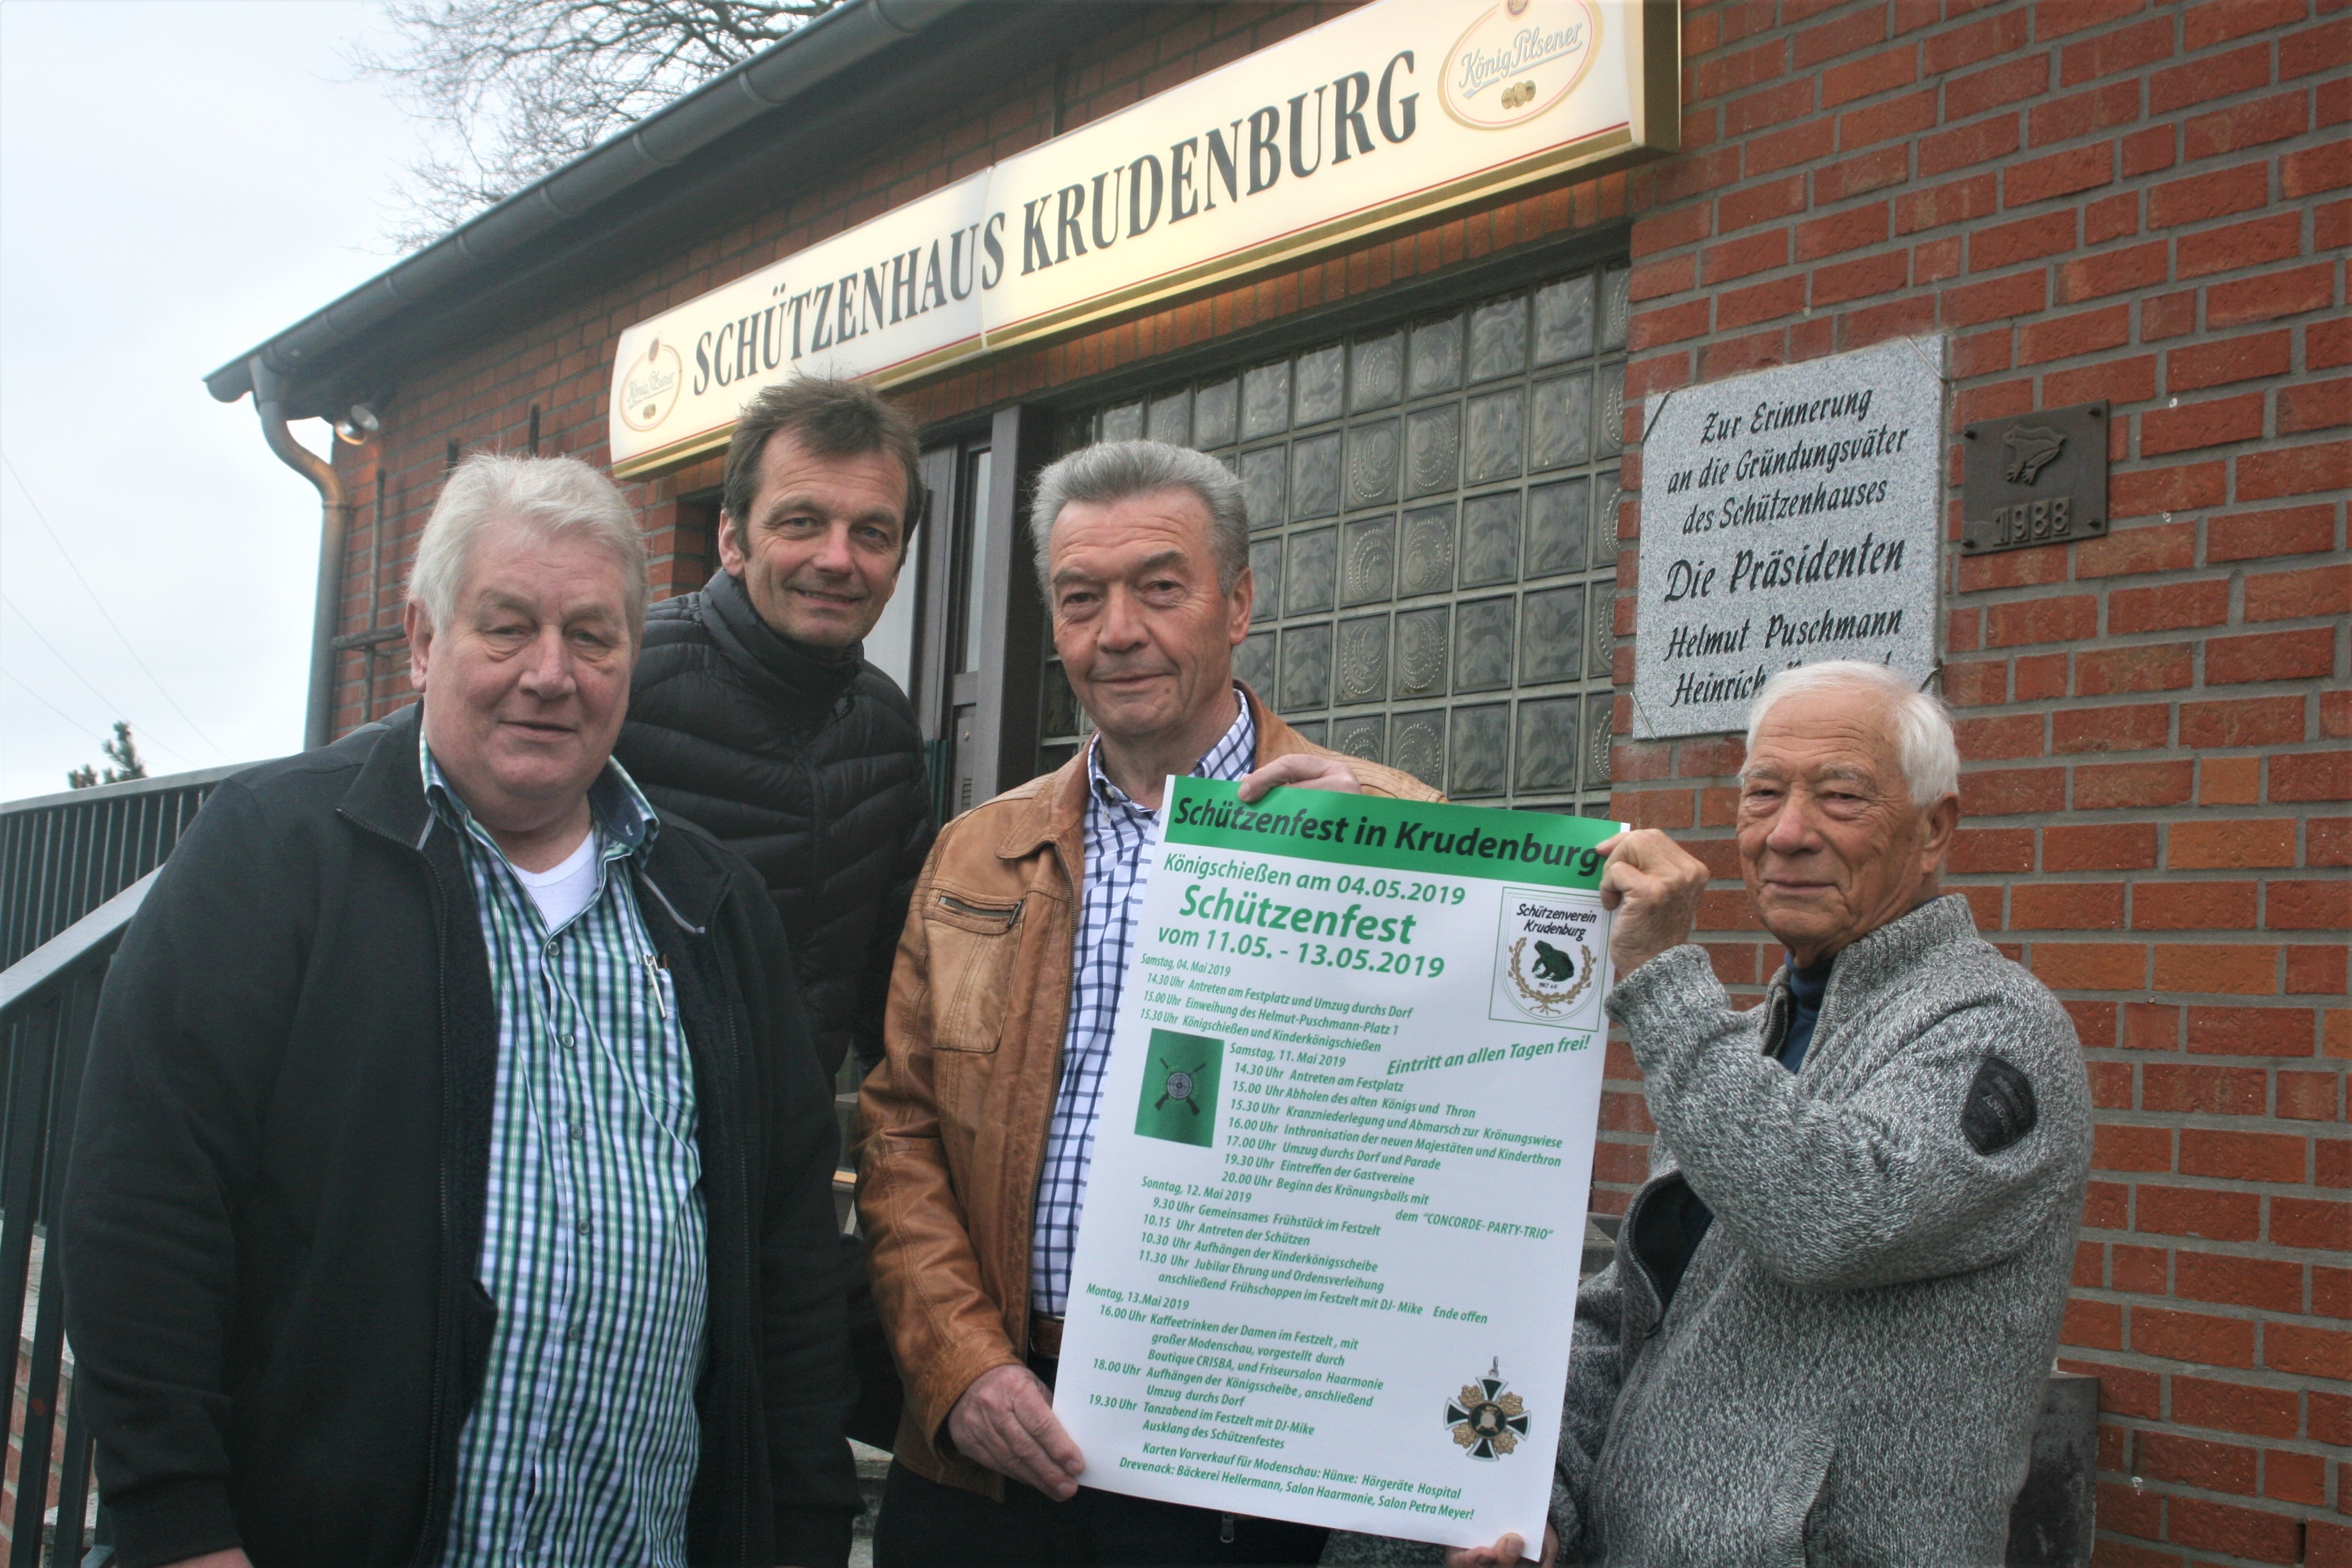 SCHÜTZENHAUS KRUDENBURG
König Pilsener
König Pilsener
Zur Erinnerung
an die Gründungsväter
des Schützenhauses
Die Präsidenten
Helmut Puschmann
Heinrich
1988
Schützenfest in Krudenburg
Königschießen am 04.05.2019
Schützenfest
vom 11.05. - 13.05.2019
Schützenverein
Krudenburg
Samstag, 04. Mai 2019
14.30 Uhr Antreten am Festplatz und Umzug durchs Dorf
15.00 Uhr Einweihung des Helmut-Puschmann-Platz 1
15.30 Uhr Königschießen und Kinderkönigschießen
Eintritt an allen Tagen frei!
Samstag, 11. Mai 2019
14.30 Uhr Antreten am Festplatz
15.00 Uhr Abholen des alten Königs und Thron
15.30 Uhr Kranzniederlegung und Abmarsch zur Krönungswiese
16.00 Uhr Inthronisation der neuen Majestäten und Kinderthron
17.00 Uhr Umzug durchs Dorf und Parade
19.30 Uhr Eintreffen der Gastvereine
20.00 Uhr Beginn des Krönungsballs mit
dem "CONCORDE- PARTY-TRIO"
Sonntag, 12. Mai 2019
9.30 Uhr Gemeinsames Frühstück im Festzelt
10.15 Uhr Antreten der Schützen
10.30 Uhr Aufhängen der Kinderkönigsscheibe
11.30 Uhr Jubilar Ehrung und Ordensverleihung
anschließend Frühschoppen im Festzelt mit DJ- Mike Ende offen
Montag, 13.Mai 2019
16.00 Uhr Kaffeetrinken der Damen im Festzelt , mit
großer Modenschau, vorgestellt durch
Boutique CRISBA, und Friseursalon Haarmonie
18.00 Uhr Aufhängen der Königsscheibe , anschließend
Umzug durchs Dorf
19.30 Uhr Tanzabend im Festzelt mit DJ-Mike
Ausklang des Schützenfestes
Karten Vorverkauf für Modenschau: Hünxe: Hörgeräte Hospital
Drevenack: Bäckerei Hellermann, Salon Haarmonie, Salon Petra Meyer!